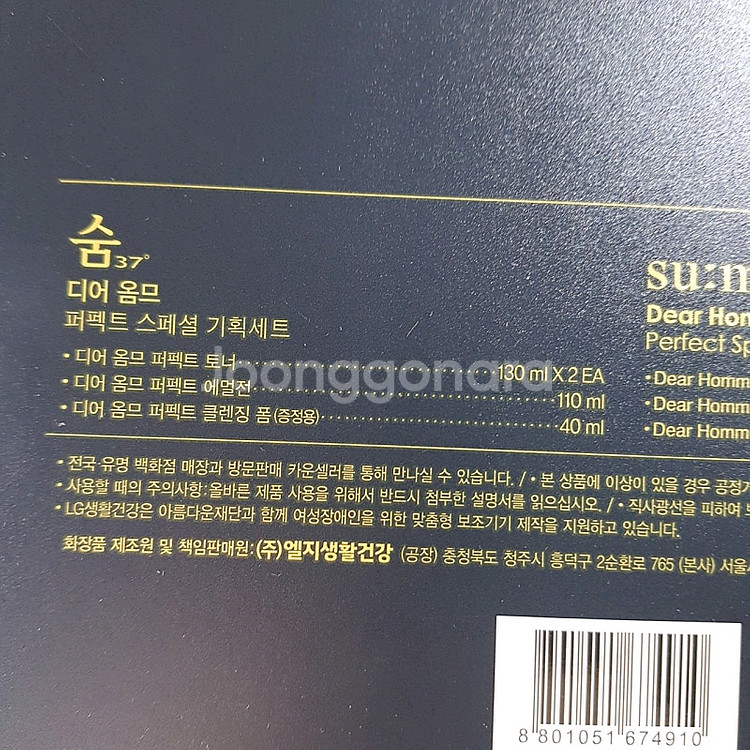 숨37°
디어 옴므
퍼펙트 스페셜 기획세트
• 디어 옴므 퍼펙트 토너 130 ml X 2 EA
• 디어 옴므 퍼펙트 에멀전 110 ml
• 디어 옴므 퍼펙트 클렌징 폼 (증정용) 40 ml
su:m
Dear Hom
Perfect Sp
• Dear Homm
• Dear Homm
• Dear Homm
• 전국 유명 백화점 매장과 방문판매 카운셀러를 통해 만나실 수 있습니다. / • 본 상품에 이상이 있을 경우 공정거
• 사용할 때의 주의사항:올바른 제품 사용을 위해서 반드시 첨부한 설명서를 읽으십시오. / • 직사광선을 피하여
• LG생활건강은 아름다운재단과 함께 여성장애인을 위한 맞춤형 보조기기 제작을 지원하고 있습니다.
화장품 제조원 및 책임판매원:(주)엘지생활건강 (공장) 충청북도 청주시 흥덕구 2순환로 765 (본사) 서울시
8 801051 674910
1bonggonara